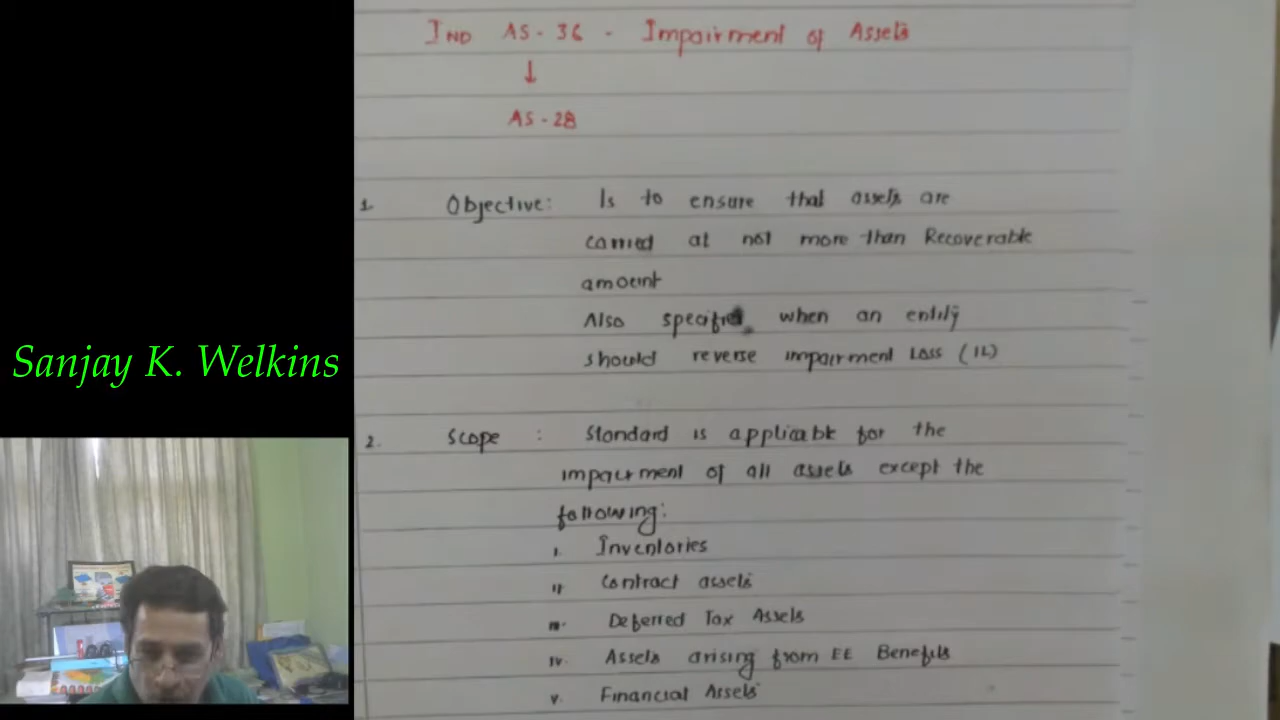 IND AS - 36 - Impairment of Assets
↓
AS - 28
1. Objective: Is to ensure that assets are
carried at not more than Recoverable
amount
Also when an entity
should reverse impairment Loss (IL)
2. Scope : Standard is applicable for the
impairment of all assets except the
following:
i. Inventories
ii Contract assets
iii. Deferred Tax Assets
iv. Assets arising from EE Benefits
v. Financial Assets
Sanjay K. Welkins